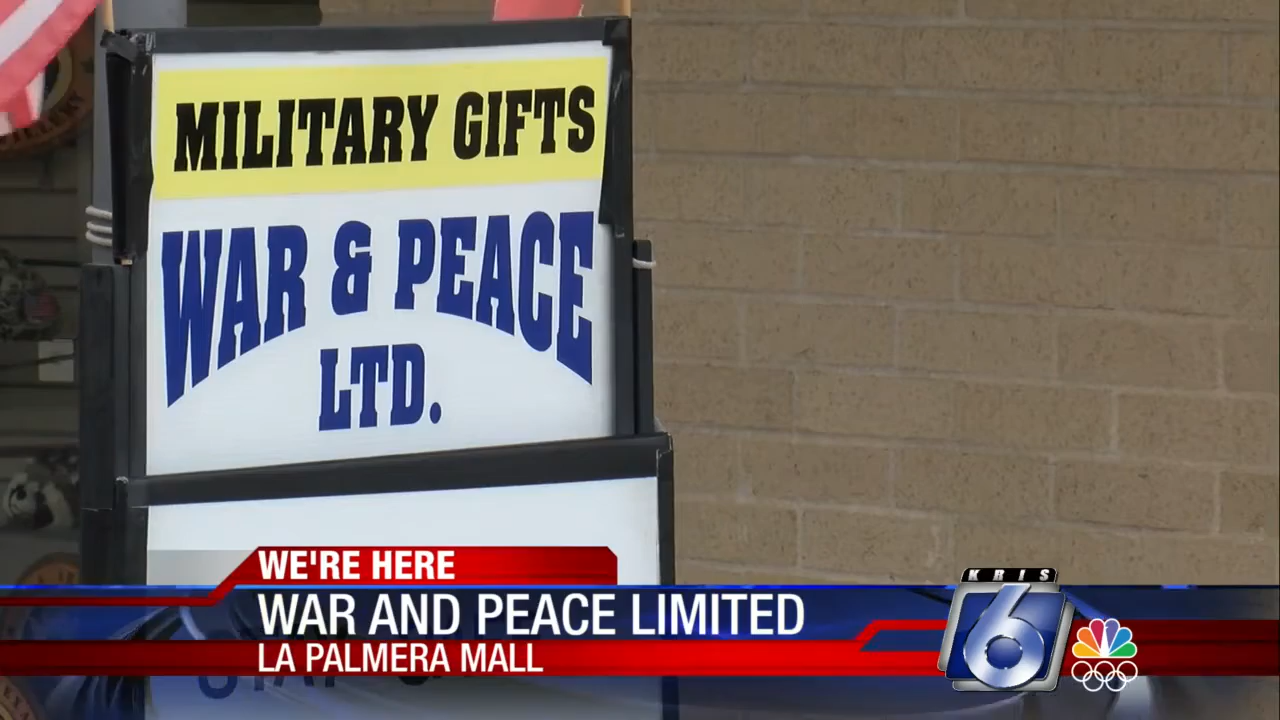 MILITARY GIFTS
WAR & PEACE
LTD.
WE'RE HERE
WAR AND PEACE LIMITED
LA PALMERA MALL
KRIS
6